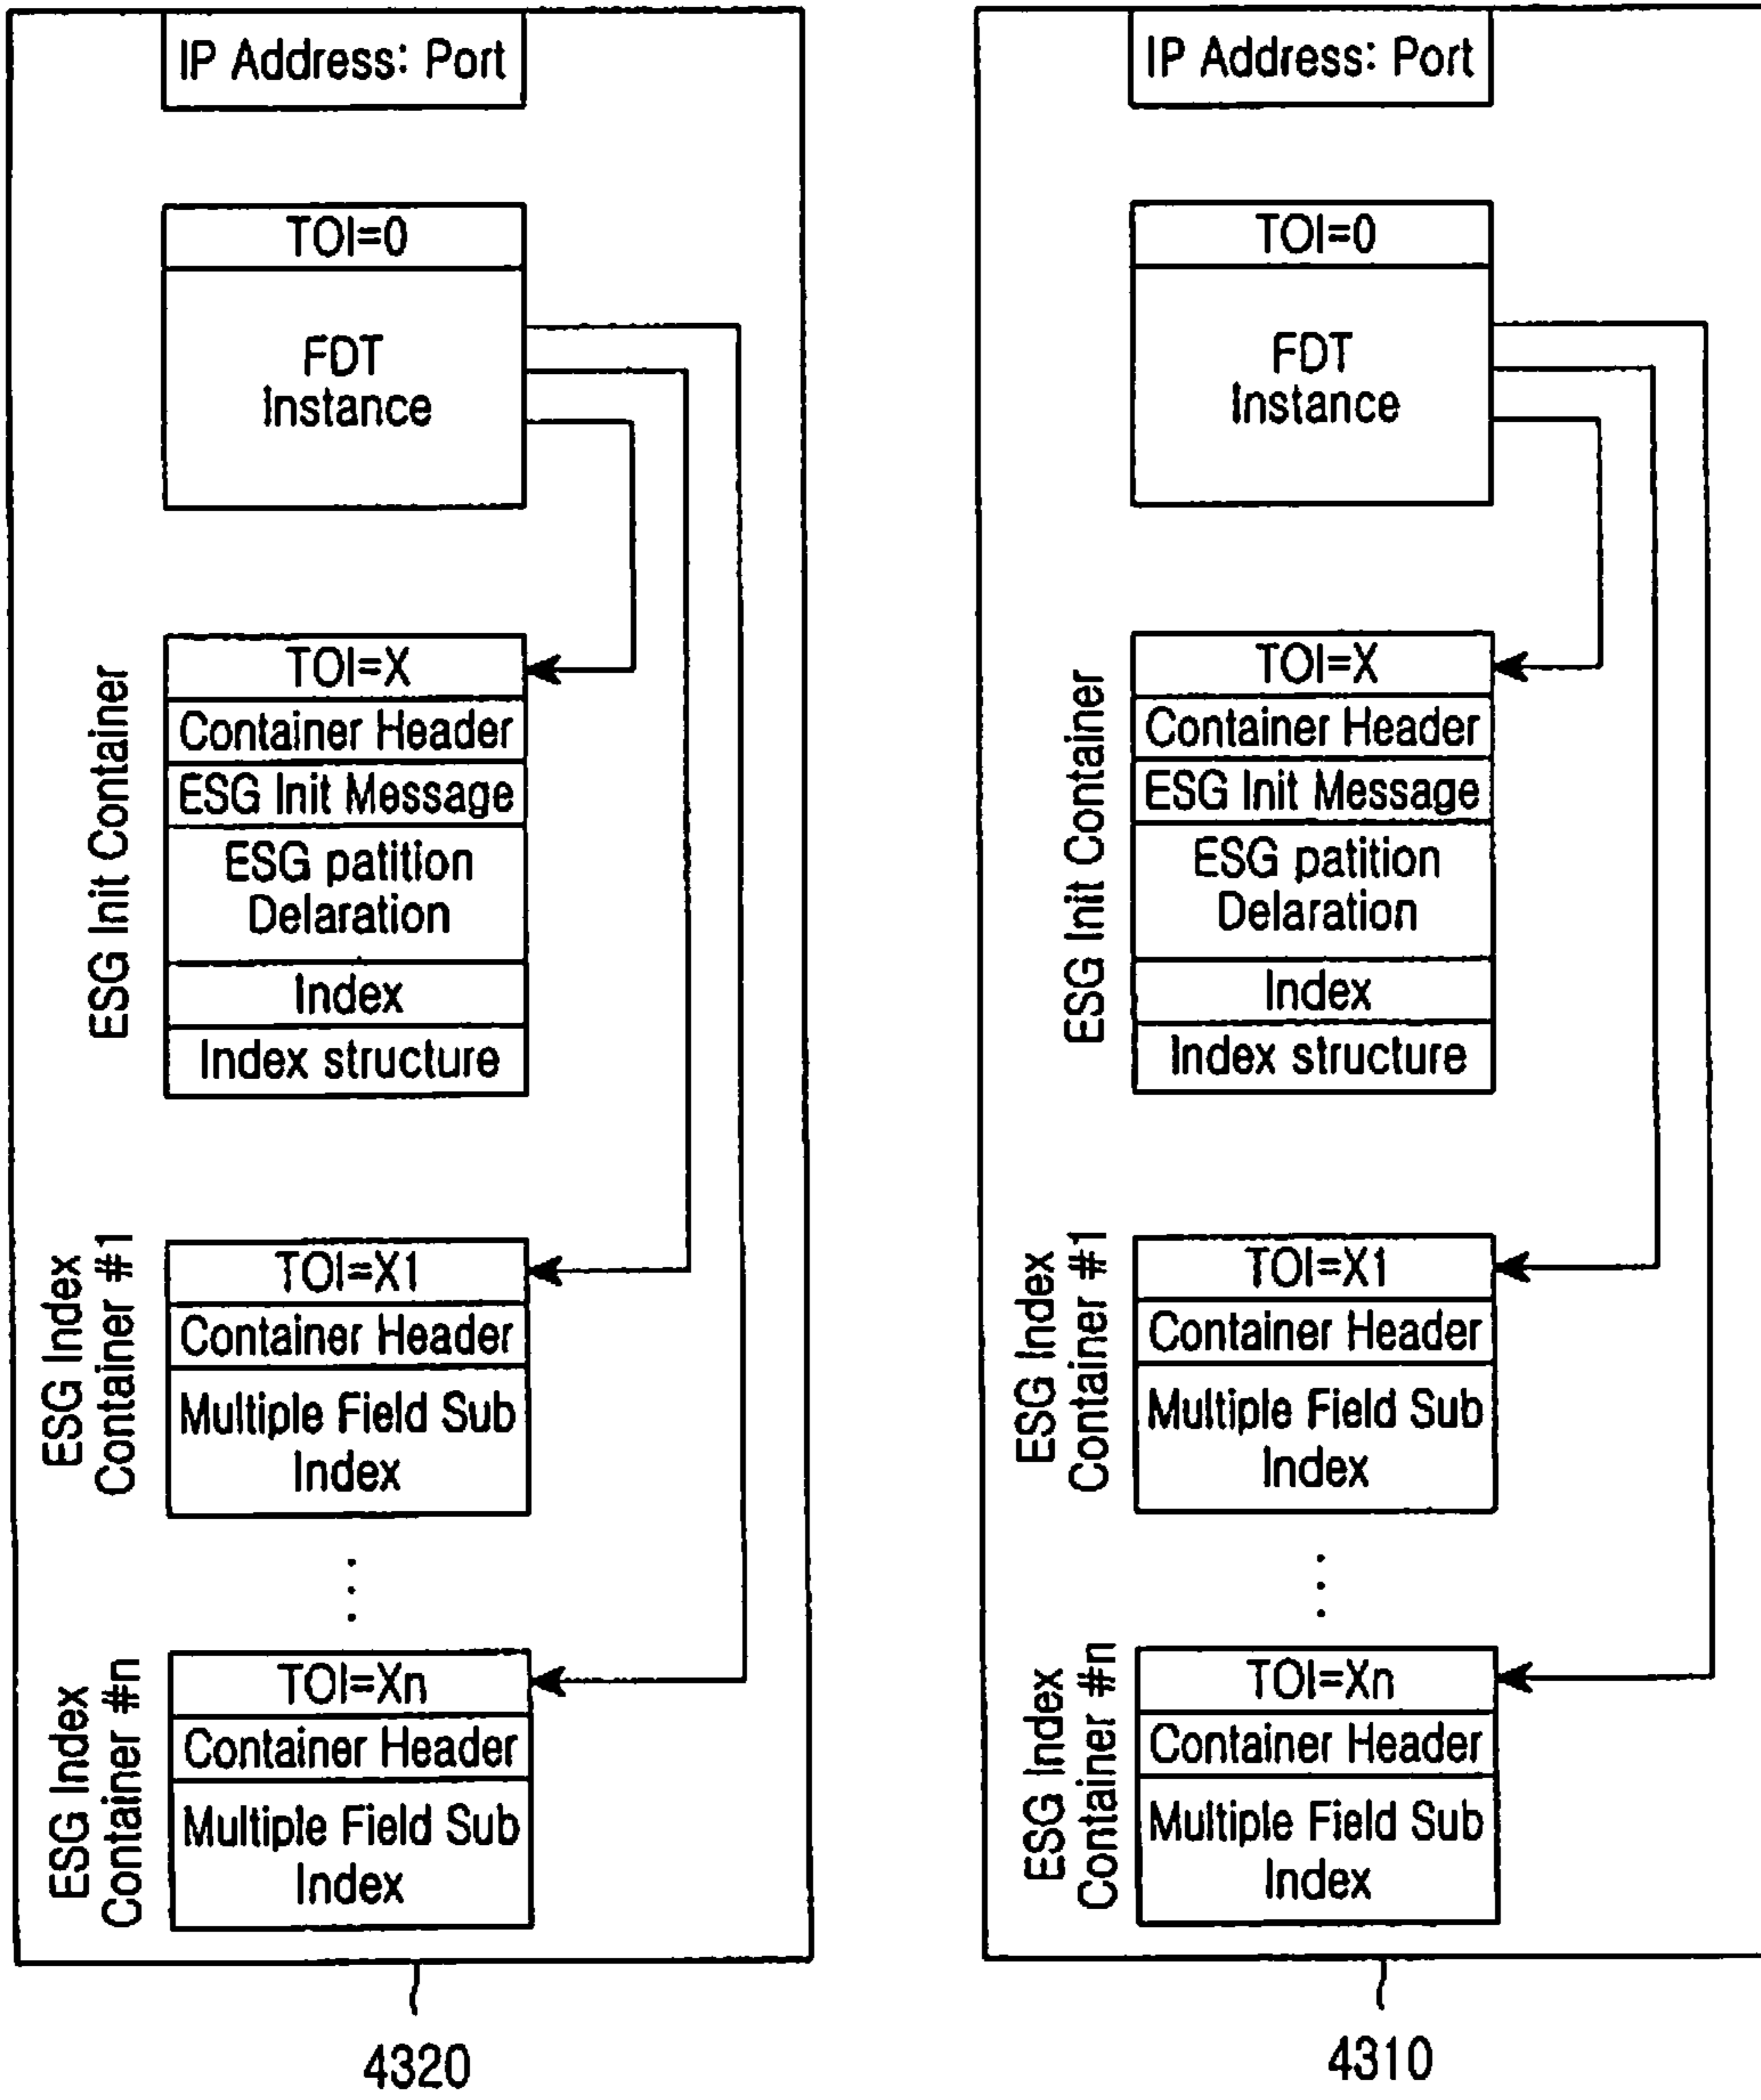 IP Address: Port
TOI=0
FDT
Instance
ESG Init Container
TOI=X
Container Header
ESG Init Message
ESG patition
Delaration
Index
Index structure
ESG Index
Container #1
TOI=X1
Container Header
Multiple Field Sub
Index
ESG Index
Container #n
TOI=Xn
Container Header
Multiple Field Sub
Index
4320
IP Address: Port
TOI=0
FDT
Instance
ESG Init Container
TOI=X
Container Header
ESG Init Message
ESG patition
Delaration
Index
Index structure
ESG Index
Container #1
TOI=X1
Container Header
Multiple Field Sub
Index
ESG Index
Container #n
TOI=Xn
Container Header
Multiple Field Sub
Index
4310